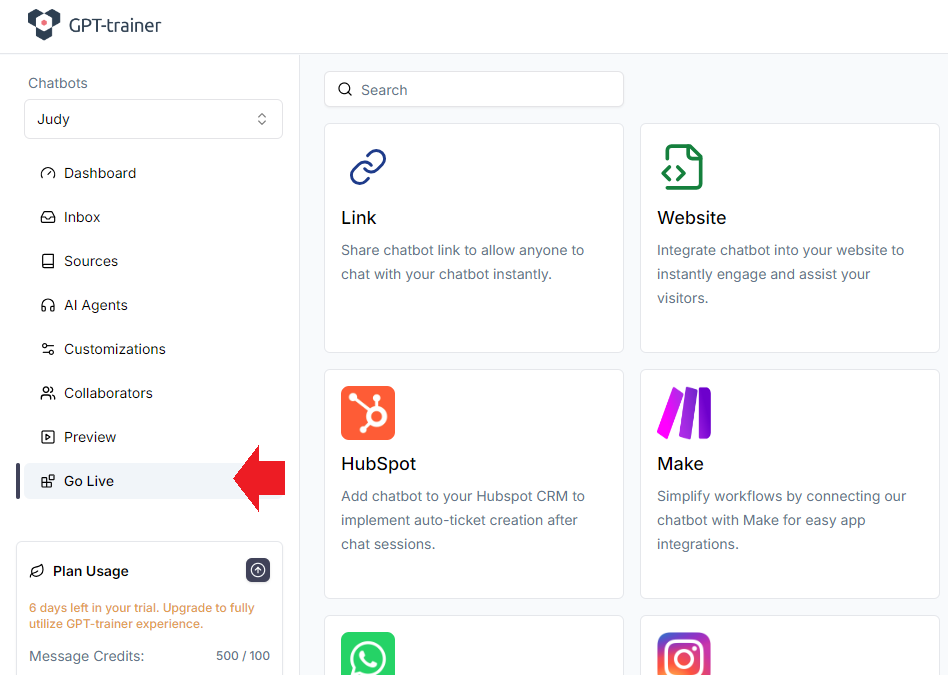 GPT-trainer
Chatbots
Judy
Dashboard
Inbox
Sources
AI Agents
Customizations
Collaborators
Preview
Go Live
Plan Usage
6 days left in your trial. Upgrade to fully
utilize GPT-trainer experience.
Message Credits: 500 / 100
Search
Link
Share chatbot link to allow anyone to
chat with your chatbot instantly.
Website
Integrate chatbot into your website to
instantly engage and assist your
visitors.
HubSpot
Add chatbot to your Hubspot CRM to
implement auto-ticket creation after
chat sessions.
Make
Simplify workflows by connecting our
chatbot with Make for easy app
integrations.